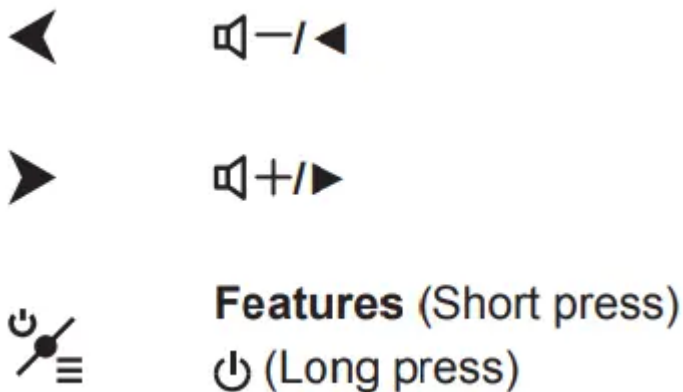 −/◀
+/▶
Features (Short press)
⏻ (Long press)